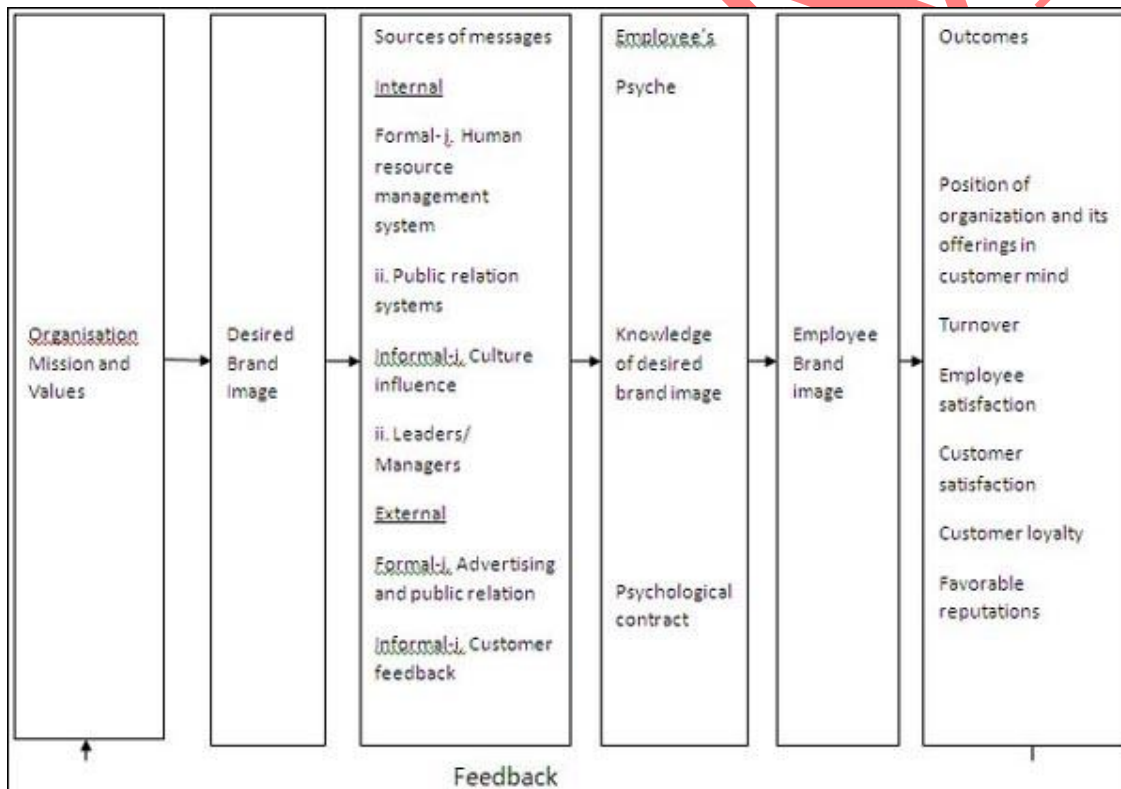 Organisation
Mission and
Values
Desired
Brand
Image
Sources of messages
Internal
Formal-j. Human
resource
management
system
ii. Public relation
systems
Informal-i. Culture
influence
ii. Leaders/
Managers
External
Formal-i. Advertising
and public relation
Informal-i. Customer
feedback
Employee´s
Psyche
Knowledge
of desired
brand image
Psychological
contract
Employee
Brand
image
Outcomes
Position of
organization and its
offerings in
customer mind
Turnover
Employee
satisfaction
Customer
satisfaction
Customer loyalty
Favorable
reputations
Feedback